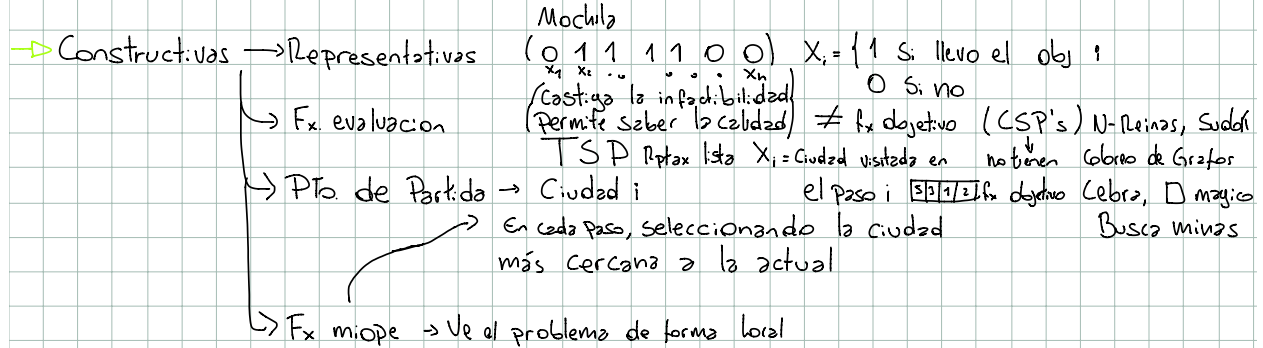 Mochila
Constructivas → Representativas (0 1 1 1 1 0 0) Xi = { 1 Si llevo el obj i
x1 x2 . . . . . xn 0 Si no
(Castiga la infactibilidad)
Fx. evaluacion (Permite saber la calidad) ≠ fx objetivo (CSP's) N-Reinas,
TSP Rptax lista Xi = Ciudad visitada en no tienen Coloreo de Grafos
PTo. de Partida → Ciudad i el paso i 5 3 1 2 fx objetivo Cebra, □ magico
En cada paso, seleccionando la ciudad Busca minas
más cercana a la actual
Fx miope → Ve el problema de forma local